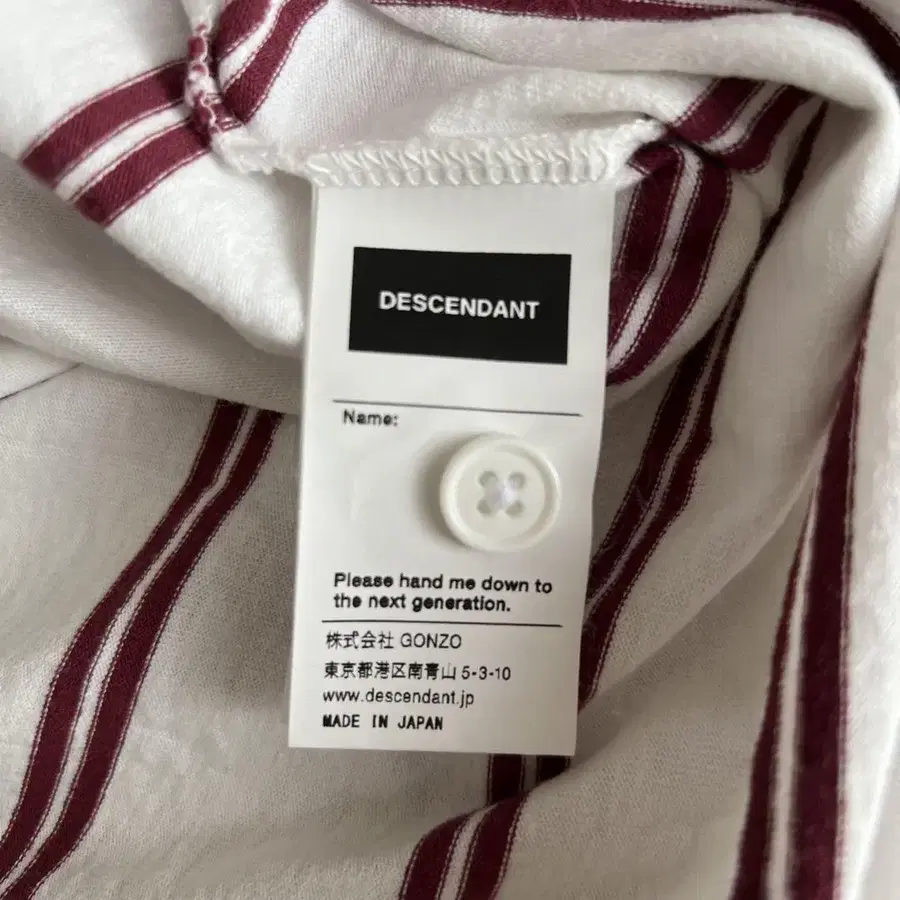 DESCENDANT
Name:
Please hand me down to
the next generation.
株式会社 GONZO
東京都港区南青山 5-3-10
www.descendant.jp
MADE IN JAPAN